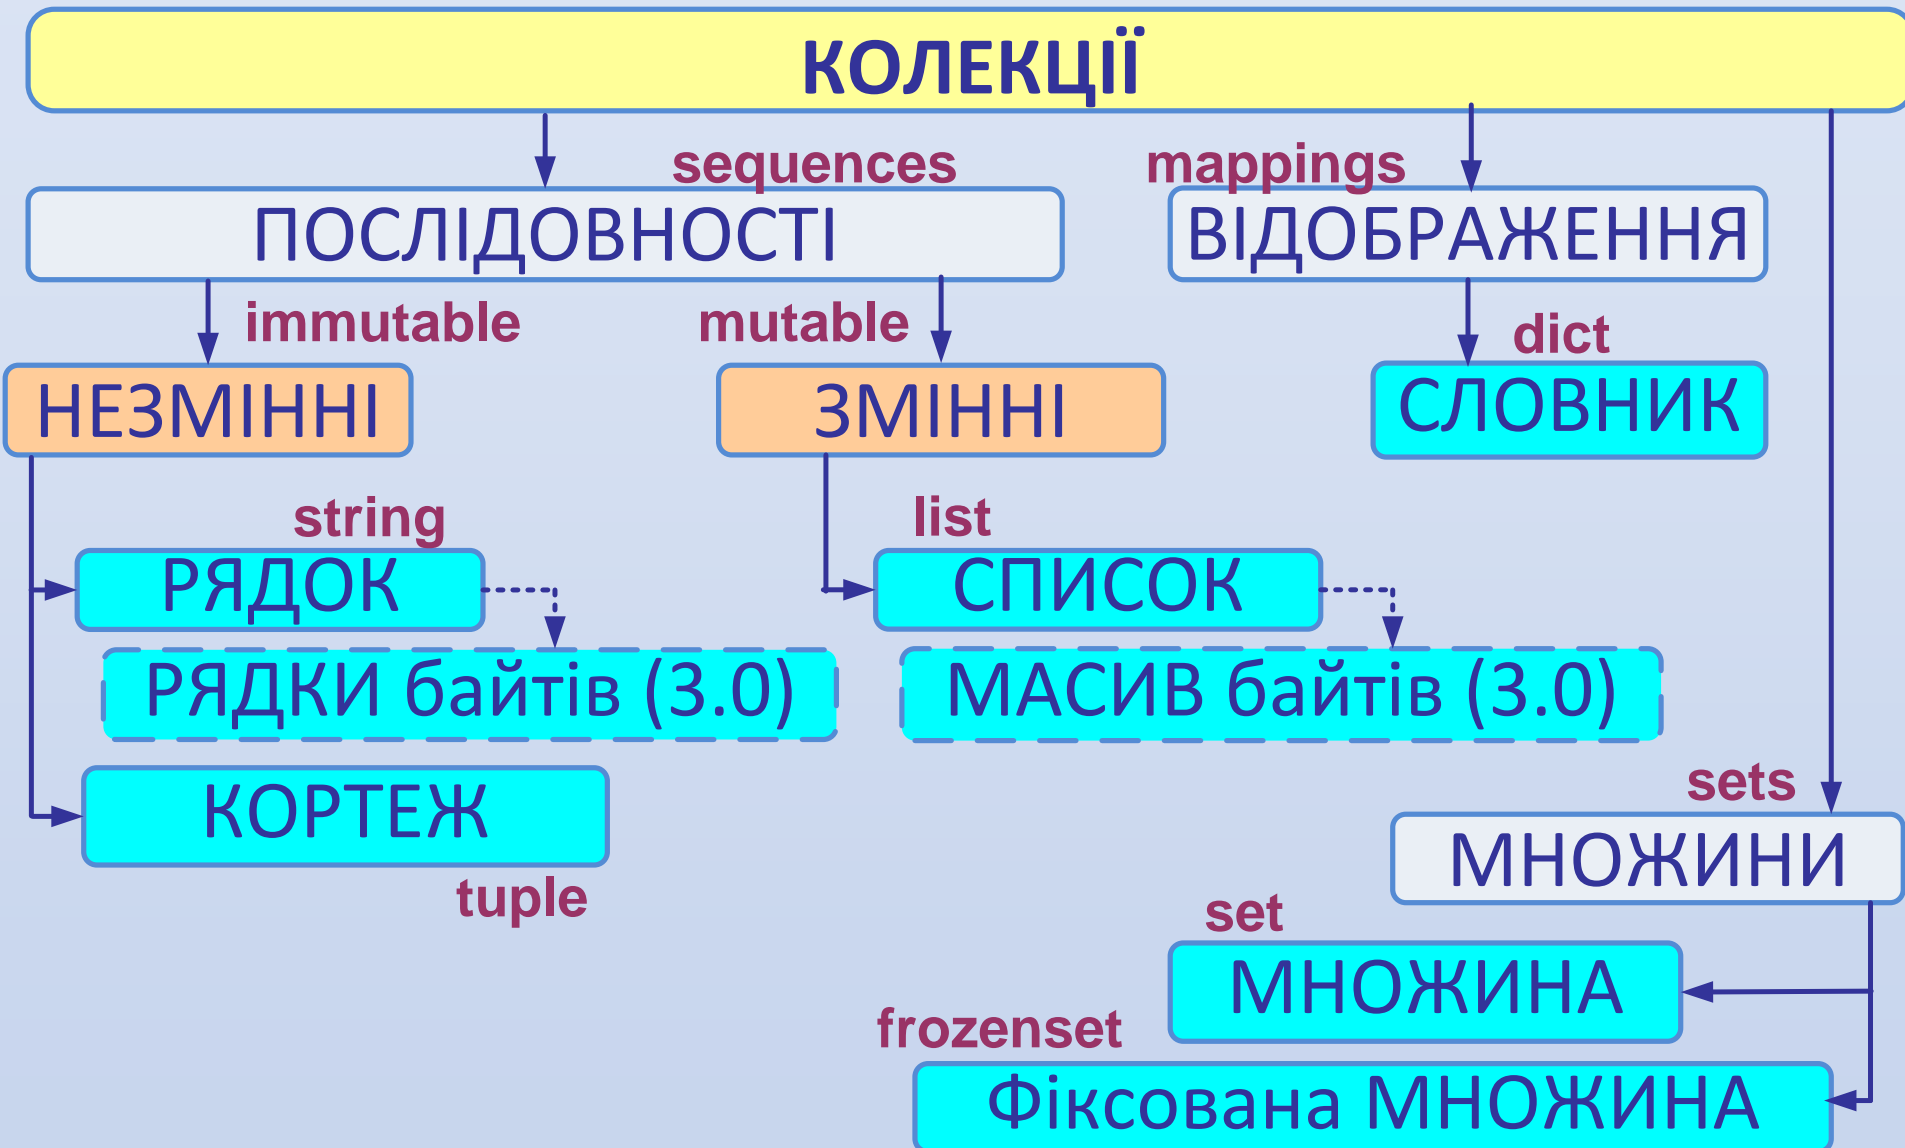 КОЛЕКЦІЇ
sequences
mappings
ПОСЛІДОВНОСТІ
ВІДОБРАЖЕННЯ
immutable
mutable
dict
НЕЗМІННІ
ЗМІННІ
СЛОВНИК
string
list
РЯДОК
СПИСОК
РЯДКИ байтів (3.0)
МАСИВ байтів (3.0)
sets
КОРТЕЖ
МНОЖИНИ
tuple
set
МНОЖИНА
frozenset
Фіксована МНОЖИНА